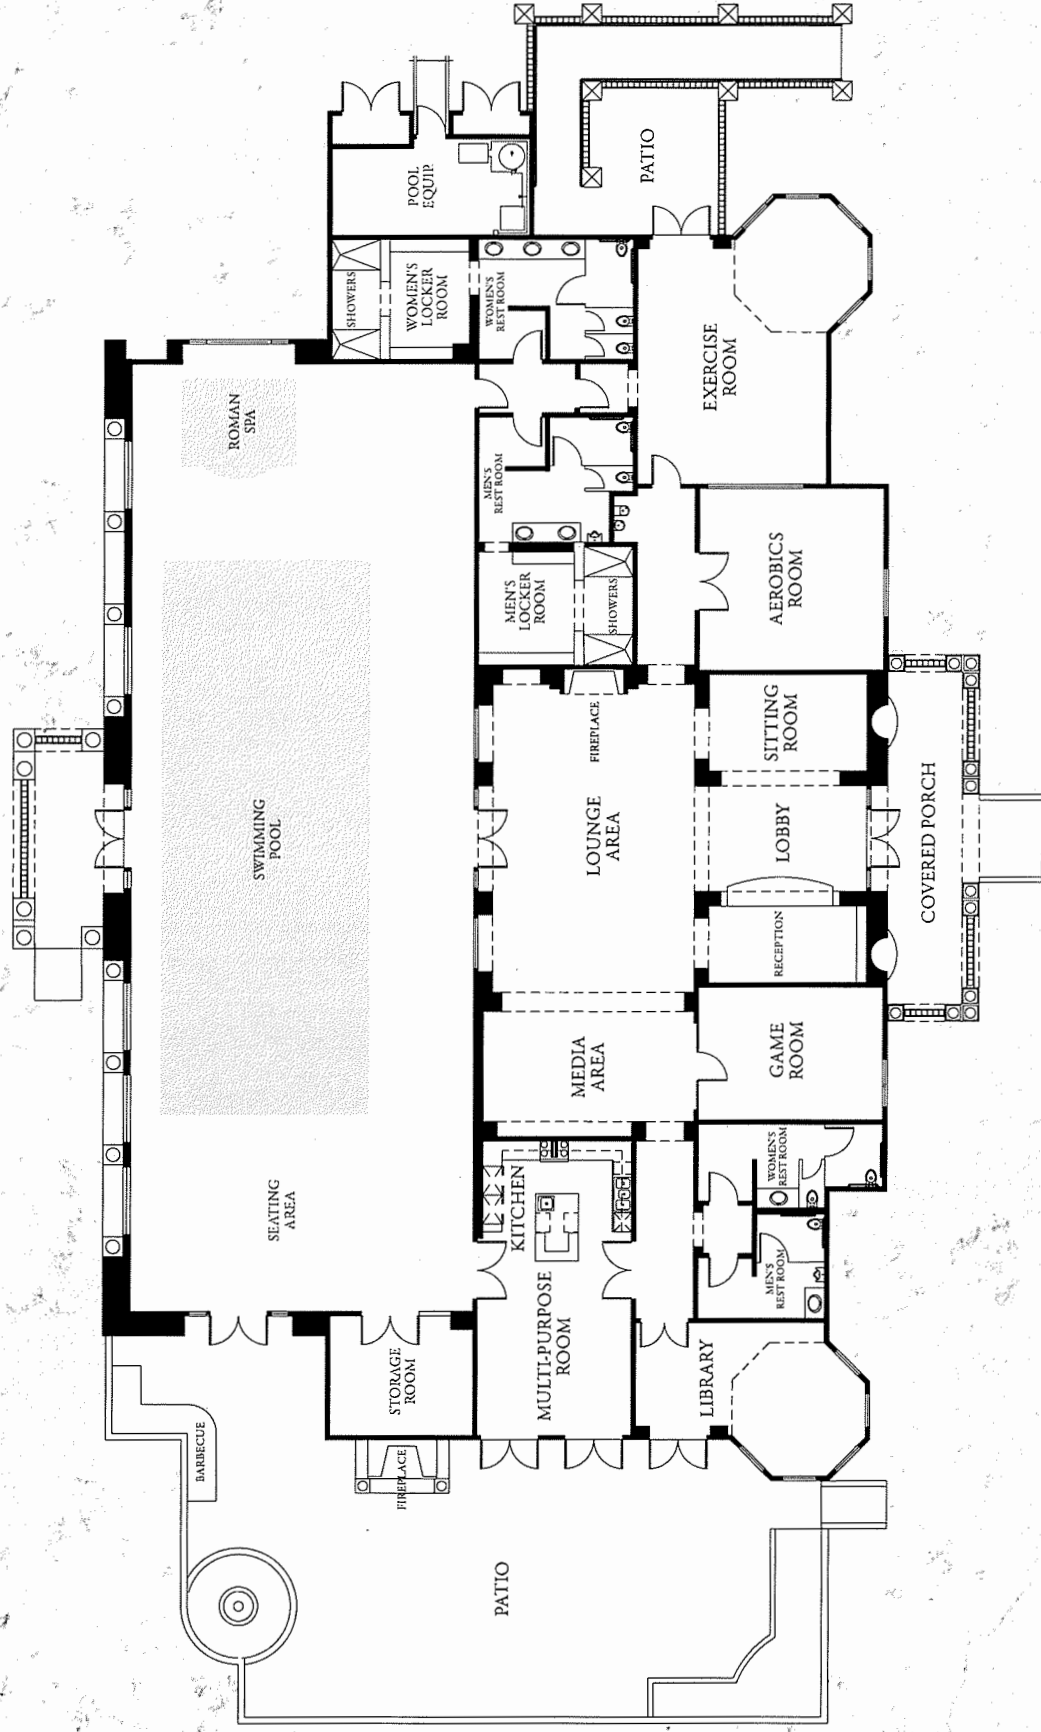 PATIO
POOL
EQUIP.
SHOWERS
WOMEN'S
LOCKER
ROOM
WOMEN'S
REST ROOM
EXERCISE
ROOM
ROMAN
SPA
MEN'S
REST ROOM
AEROBICS
ROOM
MEN'S
LOCKER
ROOM
SHOWERS
FIREPLACE
SITTING
ROOM
SWIMMING
POOL
LOUNGE
AREA
LOBBY
COVERED PORCH
RECEPTION
MEDIA
AREA
GAME
ROOM
WOMEN'S
REST ROOM
SEATING
AREA
KITCHEN
MEN'S
REST ROOM
MULTI-PURPOSE
ROOM
STORAGE
ROOM
LIBRARY
BARBECUE
FIREPLACE
PATIO